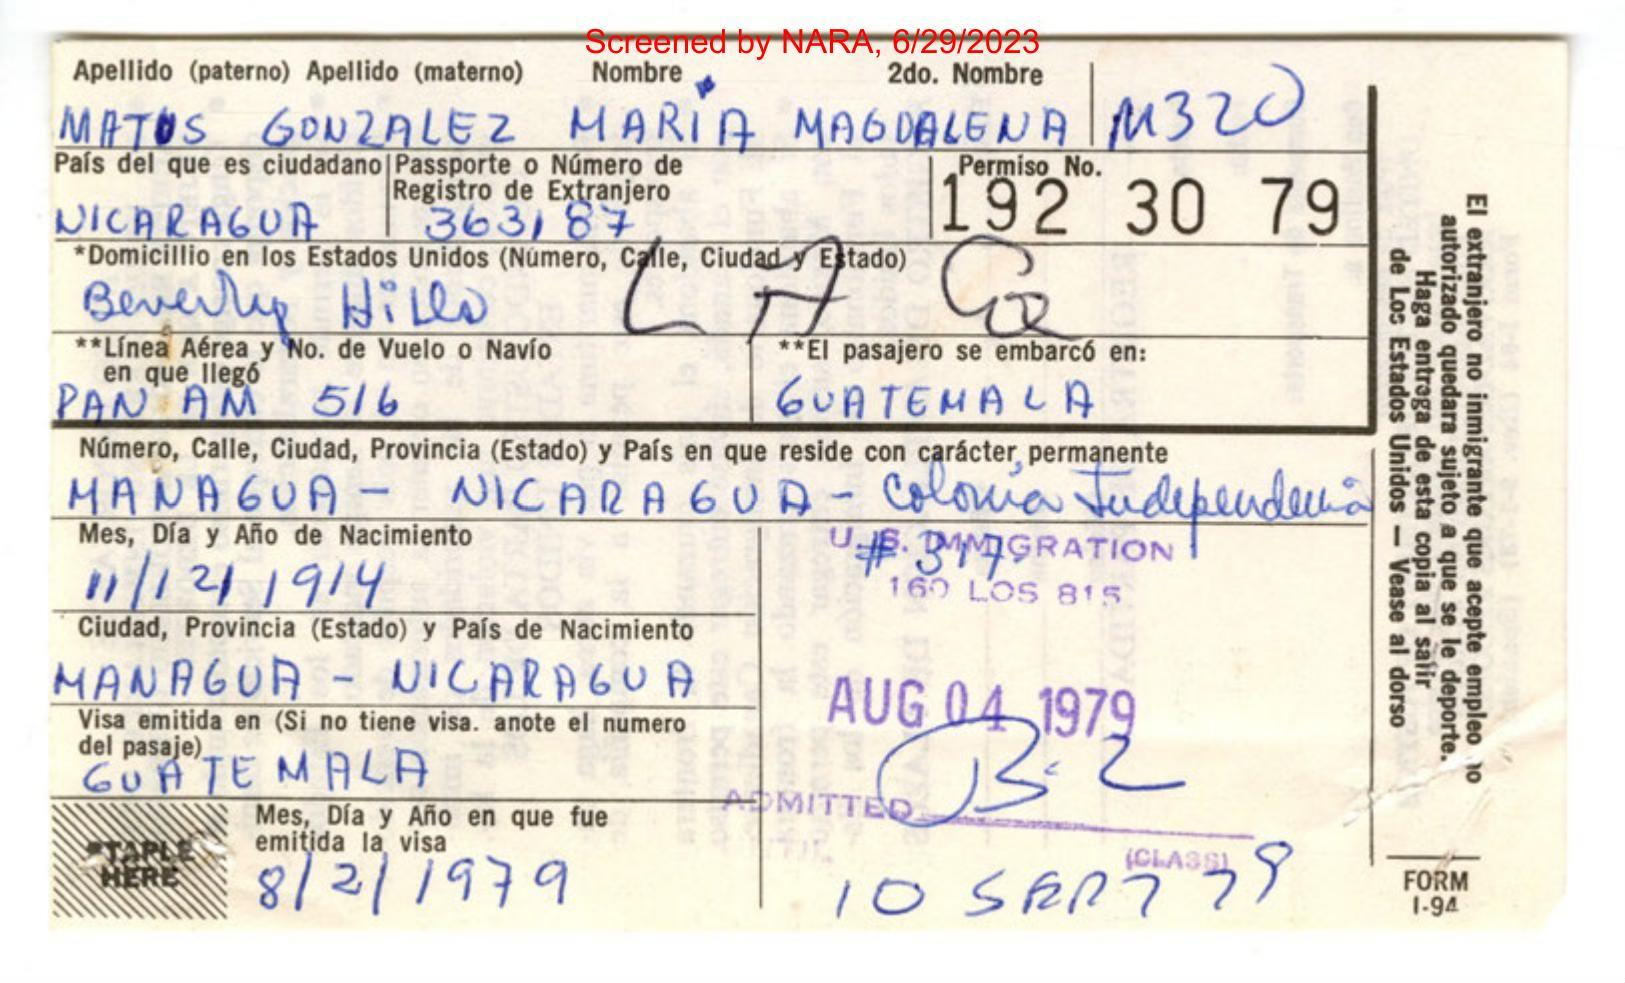 Screened by NARA, 6/29/2023
Apellido (paterno) Apellido (materno) Nombre 2do. Nombre
MATUS GONZALEZ MARIA MAGDALENA M320
País del que es ciudadano Passporte o Número de Registro de Extranjero Permiso No.
NICARAGUA 363187 192 30 79
*Domicillio en los Estados Unidos (Número, Calle, Ciudad y Estado)
Beverly Hills LA Ca
**Línea Aérea y No. de Vuelo o Navío
en que llegó
**El pasajero se embarcó en:
PAN AM 516 GUATEMALA
Número, Calle, Ciudad, Provincia (Estado) y País en que reside con carácter permanente
MANAGUA - NICARAGUA - Colonia Independencia
#317
Mes, Día y Año de Nacimiento
11/12/1914
Ciudad, Provincia (Estado) y País de Nacimiento
MANAGUA - NICARAGUA
Visa emitida en (Si no tiene visa. anote el numero
del pasaje)
GUATEMALA
STAPLE
HERE
Mes, Día y Año en que fue
emitida la visa
8/2/1979
U.S. IMMIGRATION
160 LOS 815
AUG 04 1979
B-2
ADMITTED
(CLASS)
10 79
El extranjero no inmigrante que acepte empleo no
autorizado quedara sujeto a que se le deporte.
Haga entroga de esta copia al salir
de Los Estados Unidos — Vease al dorso
FORM
I-94